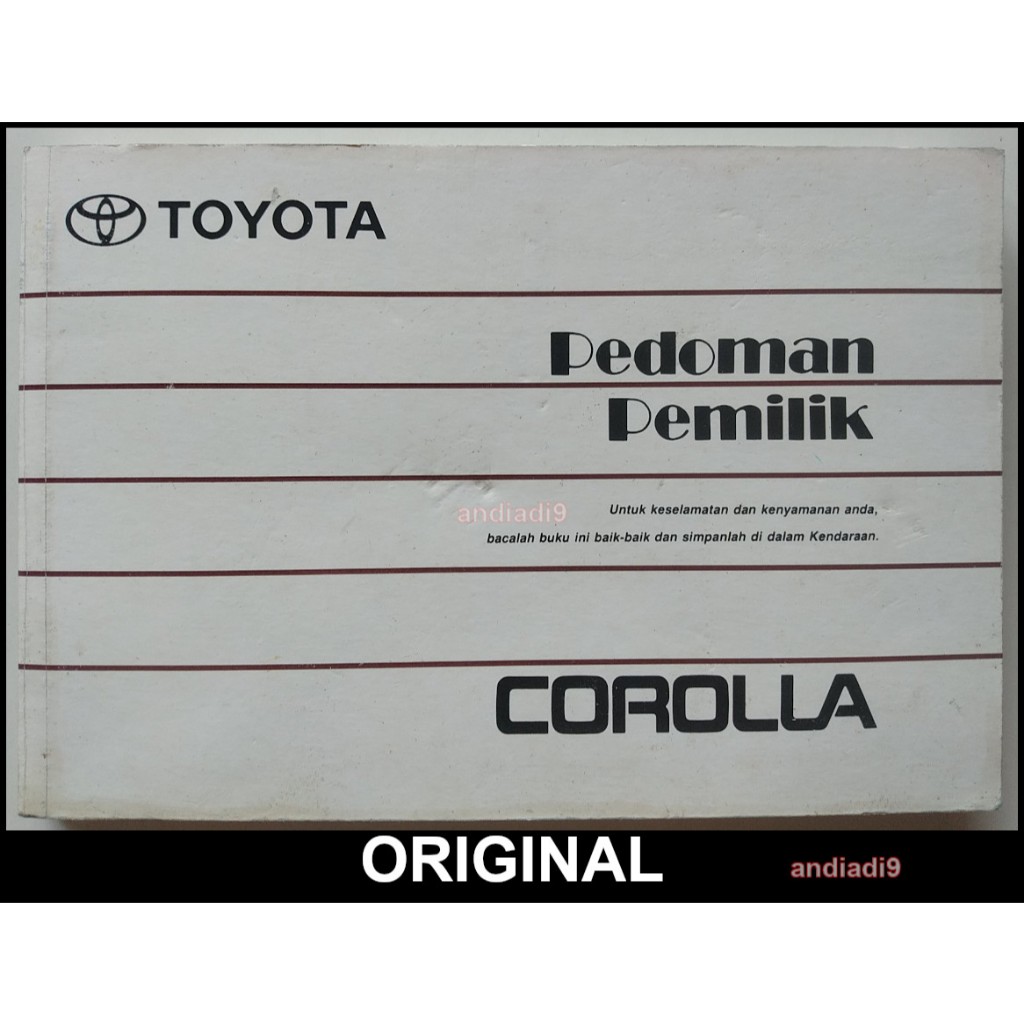 TOYOTA
Pedoman
Pemilik
andiadi9
Untuk keselamatan dan kenyamanan anda,
bacalah buku ini baik-baik dan simpanlah di dalam Kendaraan.
COROLLA
ORIGINAL
andiadi9